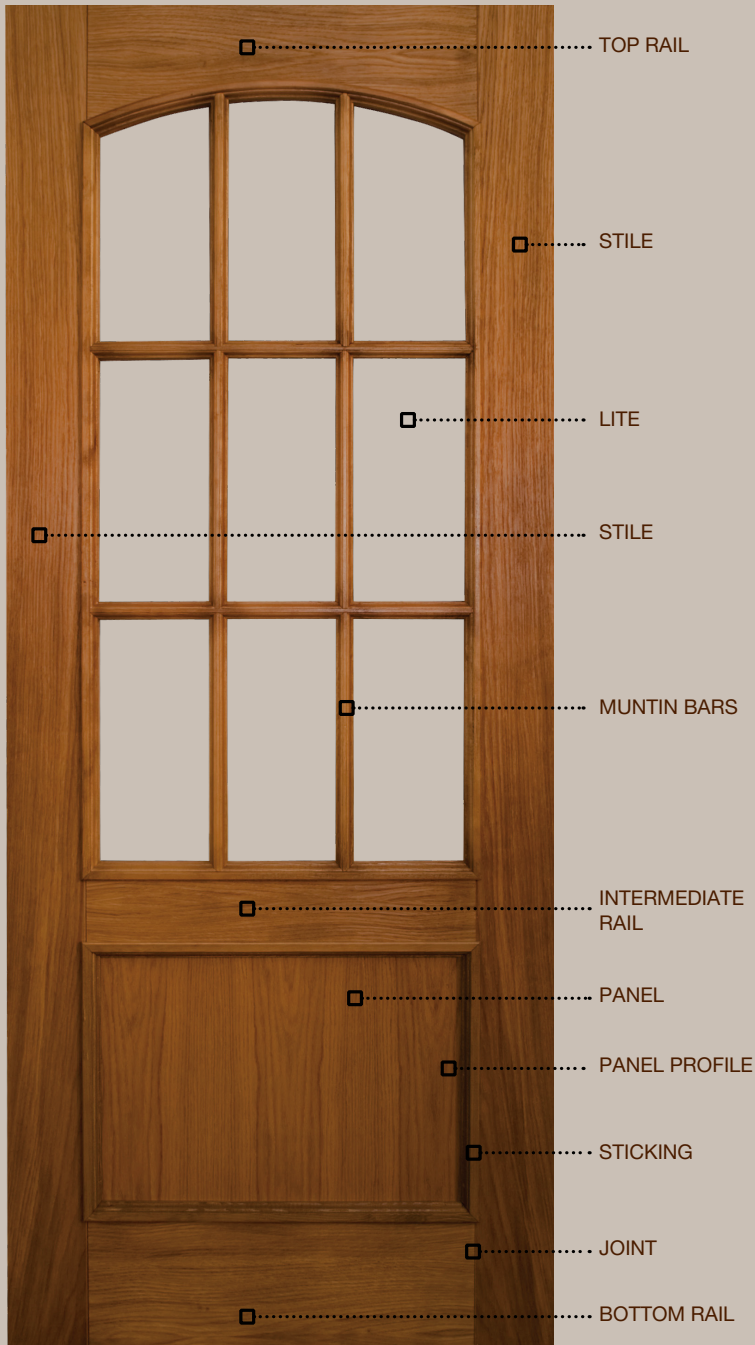 TOP RAIL
STILE
LITE
STILE
MUNTIN BARS
INTERMEDIATE
RAIL
PANEL
PANEL PROFILE
STICKING
JOINT
BOTTOM RAIL